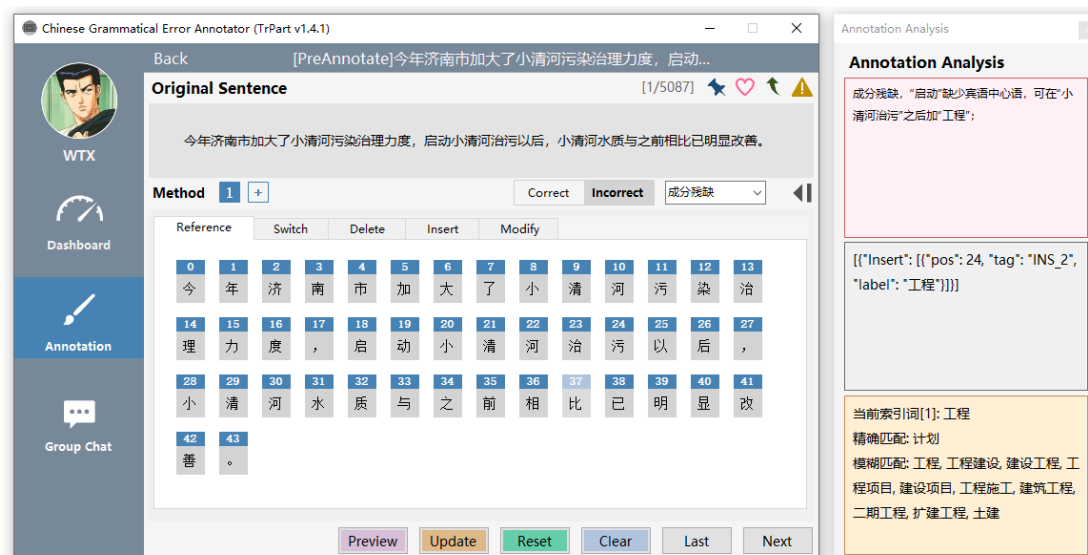 Chinese Grammatical Error Annotator (TrPart v1.4.1)
Annotation Analysis
Back
[PreAnnotate]今年济南市加大了小清河污染治理力度，启动...
Original Sentence
[1/5087]
今年济南市加大了小清河污染治理力度，启动小清河治污以后，小清河水质与之前相比已明显改善。
WTX
Dashboard
Annotation
Group Chat
Method 1 +
Correct
Incorrect
成分残缺
Reference Switch Delete Insert Modify
0 1 2 3 4 5 6 7 8 9 10 11 12 13
今 年 济 南 市 加 大 了 小 清 河 污 染 治
14 15 16 17 18 19 20 21 22 23 24 25 26 27
理 力 度 ， 启 动 小 清 河 治 污 以 后 ，
28 29 30 31 32 33 34 35 36 37 38 39 40 41
小 清 河 水 质 与 之 前 相 比 已 明 显 改
42 43
善 。
Preview Update Reset Clear Last Next
Annotation Analysis
成分残缺，“启动”缺少宾语中心语，可在“小
清河治污”之后加“工程”；
[{"Insert": [{"pos": 24, "tag": "INS_2",
"label": "工程"}]}]
当前索引词[1]: 工程
精确匹配: 计划
模糊匹配: 工程, 工程建设, 建设工程, 工
程项目, 建设项目, 工程施工, 建筑工程,
二期工程, 扩建工程, 土建